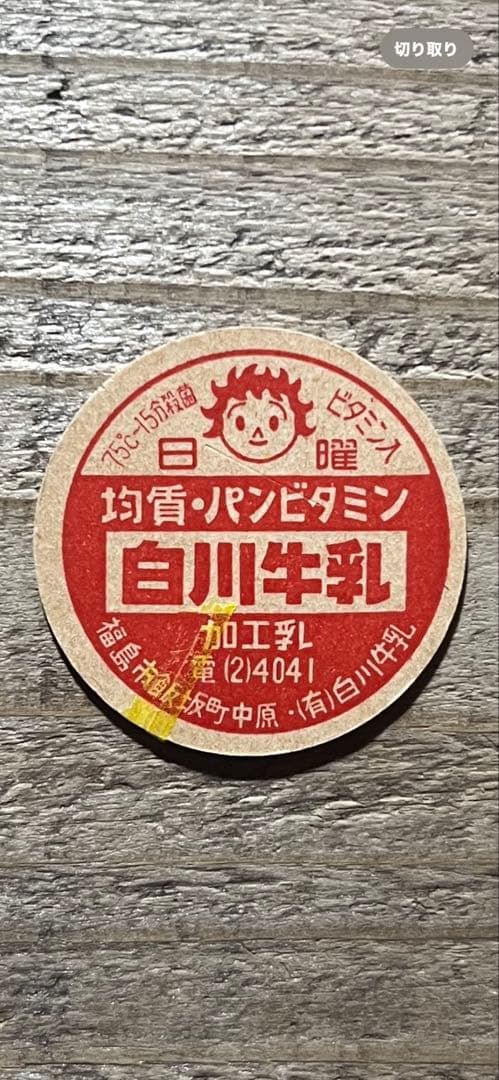 切り取り
75℃-15分殺菌
ビタミン入
日曜
均質・パンビタミン
白川牛乳
加工乳
電(2)4041
福島市飯坂町中原・(有)白川牛乳